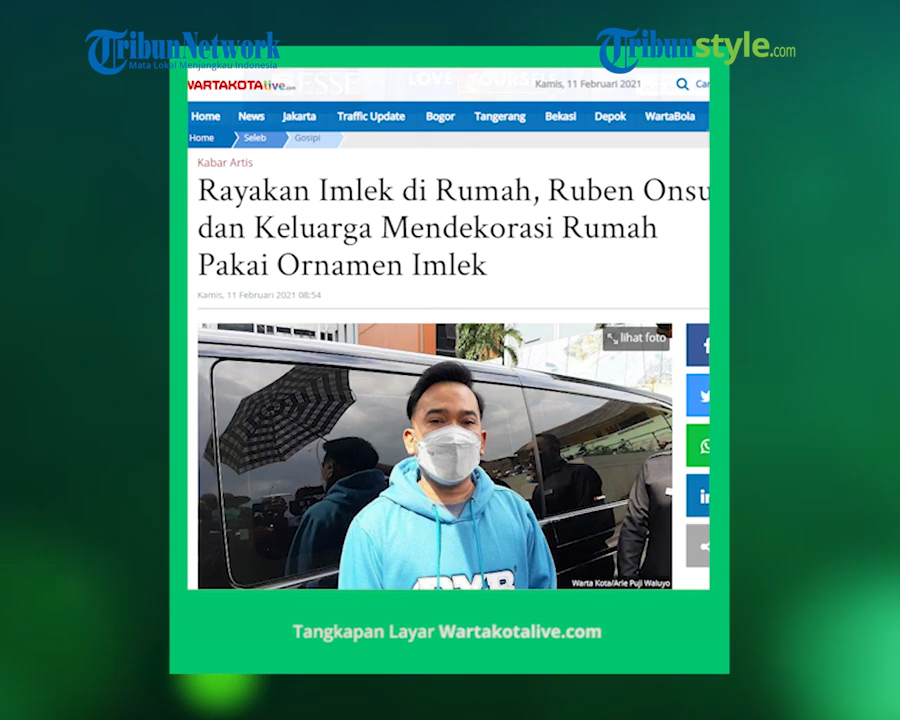 TribunNetwork
Mata Lokal Menjangkau Indonesia
Tribunstyle.com
WARTAKOTAlive.com
Kamis, 11 Februari 2021
Car
Home News Jakarta Traffic Update Bogor Tangerang Bekasi Depok WartaBola
Home Seleb Gosipi
Kabar Artis
Rayakan Imlek di Rumah, Ruben Onsu
dan Keluarga Mendekorasi Rumah
Pakai Ornamen Imlek
Kamis, 11 Februari 2021 08:54
lihat foto
Warta Kota/Arie Puji Waluyo
Tangkapan Layar Wartakotalive.com